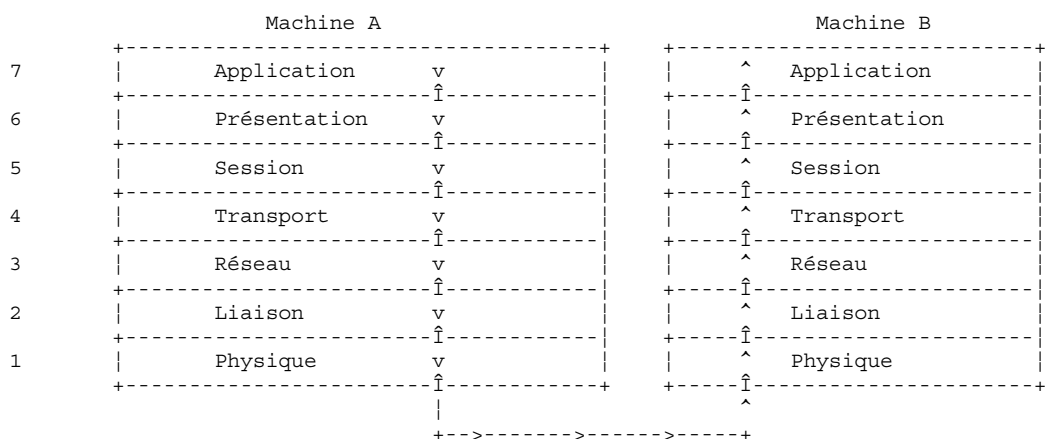 Machine A Machine B
+-----------------------------------+ +---------------------------+
7 ¦ Application v ¦ ¦ ^ Application ¦
+-----------------------Î-----------¦ +-----Î---------------------¦
6 ¦ Présentation v ¦ ¦ ^ Présentation ¦
+-----------------------Î-----------¦ +-----Î---------------------¦
5 ¦ Session v ¦ ¦ ^ Session ¦
+-----------------------Î-----------¦ +-----Î---------------------¦
4 ¦ Transport v ¦ ¦ ^ Transport ¦
+-----------------------Î-----------¦ +-----Î---------------------¦
3 ¦ Réseau v ¦ ¦ ^ Réseau ¦
+-----------------------Î-----------¦ +-----Î---------------------¦
2 ¦ Liaison v ¦ ¦ ^ Liaison ¦
+-----------------------Î-----------¦ +-----Î---------------------¦
1 ¦ Physique v ¦ ¦ ^ Physique ¦
+-----------------------Î-----------+ +-----Î---------------------+
¦ ^
+-->------->------>-----+